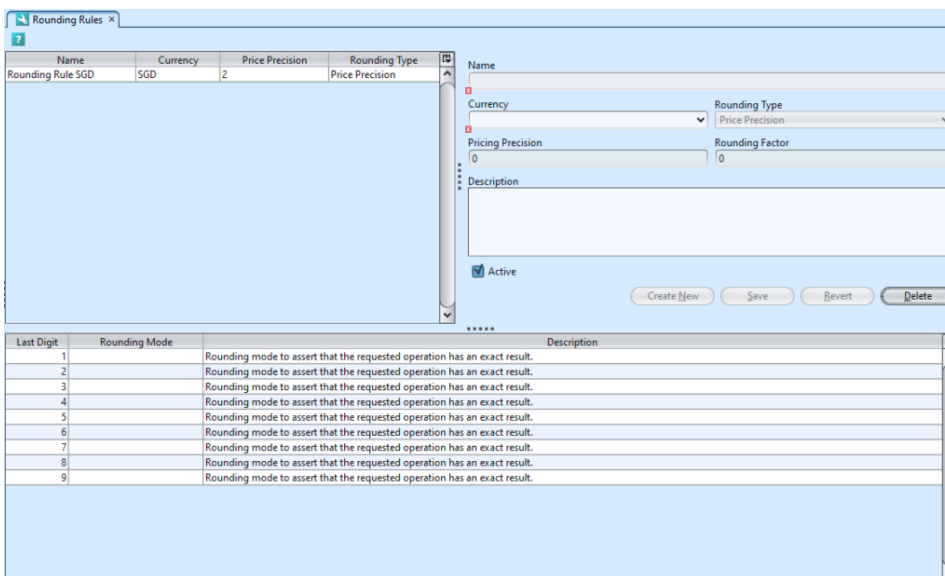 Rounding Rules ×
?
Name Currency Price Precision Rounding Type
Rounding Rule SGD SGD 2 Price Precision
Name
Currency Rounding Type
Price Precision
Pricing Precision Rounding Factor
0 0
Description
Active
Create New Save Revert Delete
Last Digit Rounding Mode Description
1 Rounding mode to assert that the requested operation has an exact result.
2 Rounding mode to assert that the requested operation has an exact result.
3 Rounding mode to assert that the requested operation has an exact result.
4 Rounding mode to assert that the requested operation has an exact result.
5 Rounding mode to assert that the requested operation has an exact result.
6 Rounding mode to assert that the requested operation has an exact result.
7 Rounding mode to assert that the requested operation has an exact result.
8 Rounding mode to assert that the requested operation has an exact result.
9 Rounding mode to assert that the requested operation has an exact result.